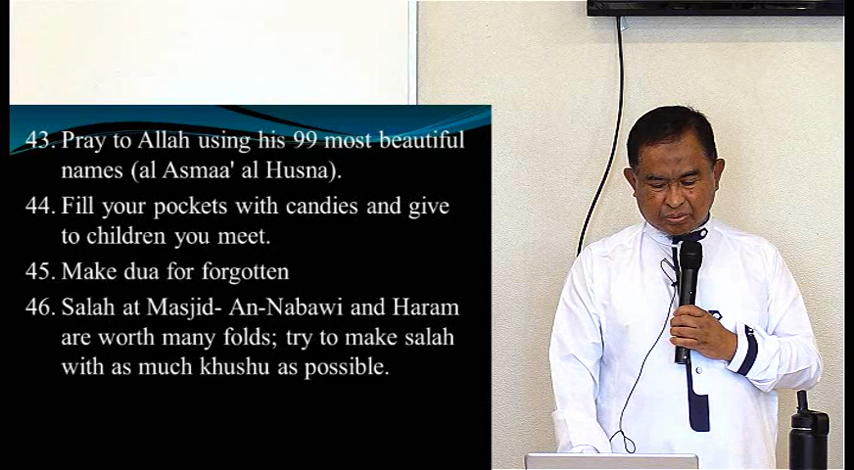 43. Pray to Allah using his 99 most beautiful
names (al Asmaa' al Husna).
44. Fill your pockets with candies and give
to children you meet.
45. Make dua for forgotten
46. Salah at Masjid- An-Nabawi and Haram
are worth many folds; try to make salah
with as much khushu as possible.